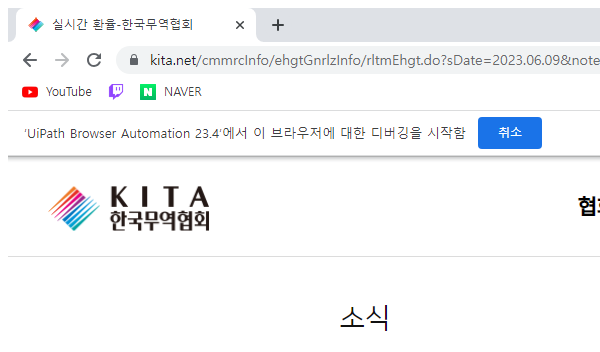 실시간 환율-한국무역협회
kita.net/cmmrcInfo/ehgtGnrlzInfo/rltmEhgt.do?sDate=2023.06.09&note
YouTube NAVER
'UiPath Browser Automation 23.4'에서 이 브라우저에 대한 디버깅을 시작함 취소
KITA
한국무역협회
소식